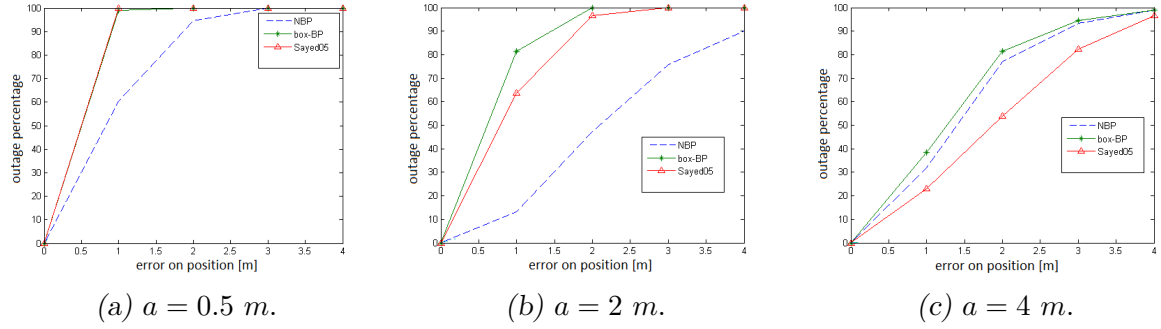 100
90
80
70
60
50
40
30
20
10
0
outage percentage
NBP
box-BP
Sayed05
0 0.5 1 1.5 2 2.5 3 3.5 4
error on position [m]
(a) a = 0.5 m.
100
90
80
70
60
50
40
30
20
10
0
outage percentage
NBP
box-BP
Sayed05
0 0.5 1 1.5 2 2.5 3 3.5 4
error on position [m]
(b) a = 2 m.
100
90
80
70
60
50
40
30
20
10
0
outage percentage
NBP
box-BP
Sayed05
0 0.5 1 1.5 2 2.5 3 3.5 4
error on position [m]
(c) a = 4 m.